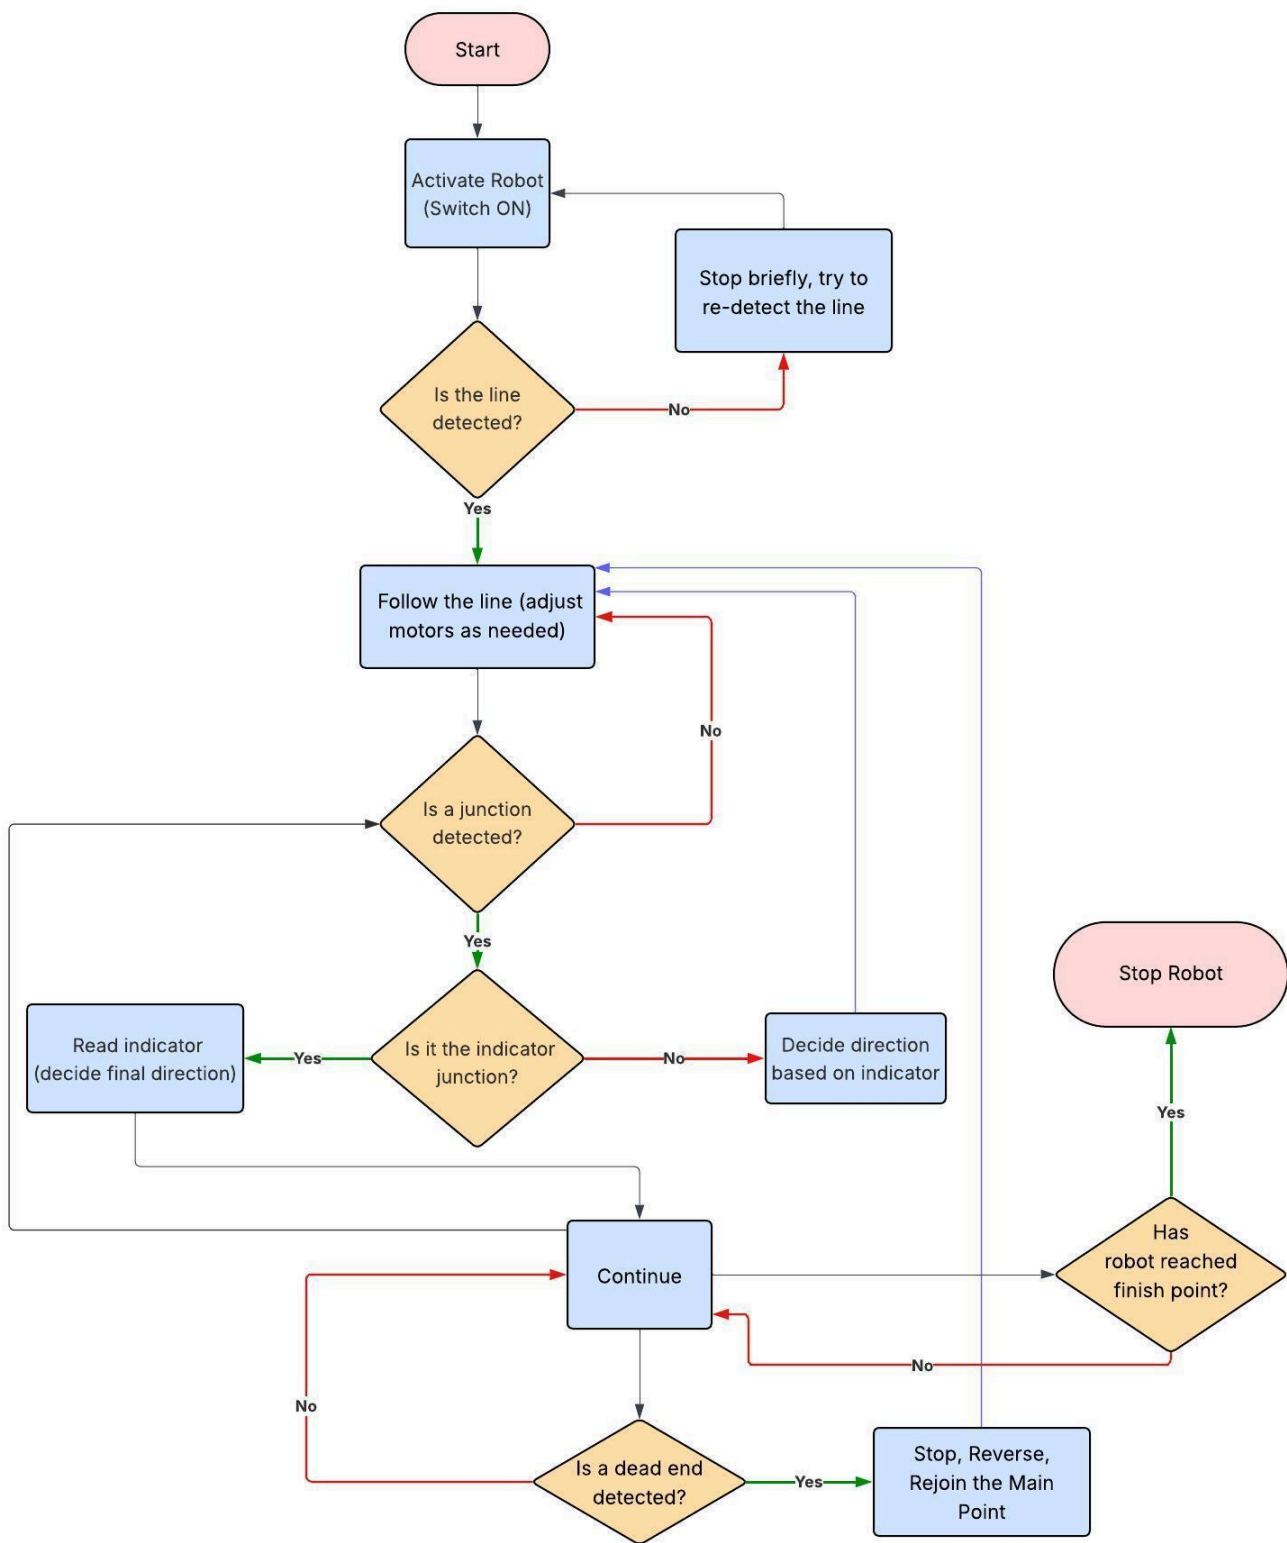 Start
Activate Robot
(Switch ON)
Stop briefly, try to
re-detect the line
Is the line
detected?
No
Yes
Follow the line (adjust
motors as needed)
No
Is a junction
detected?
Yes
Stop Robot
Read indicator
(decide final direction)
Yes
Is it the indicator
junction?
No
Decide direction
based on indicator
Yes
Continue
Has
robot reached
finish point?
No
No
Is a dead end
detected?
Yes
Stop, Reverse,
Rejoin the Main
Point